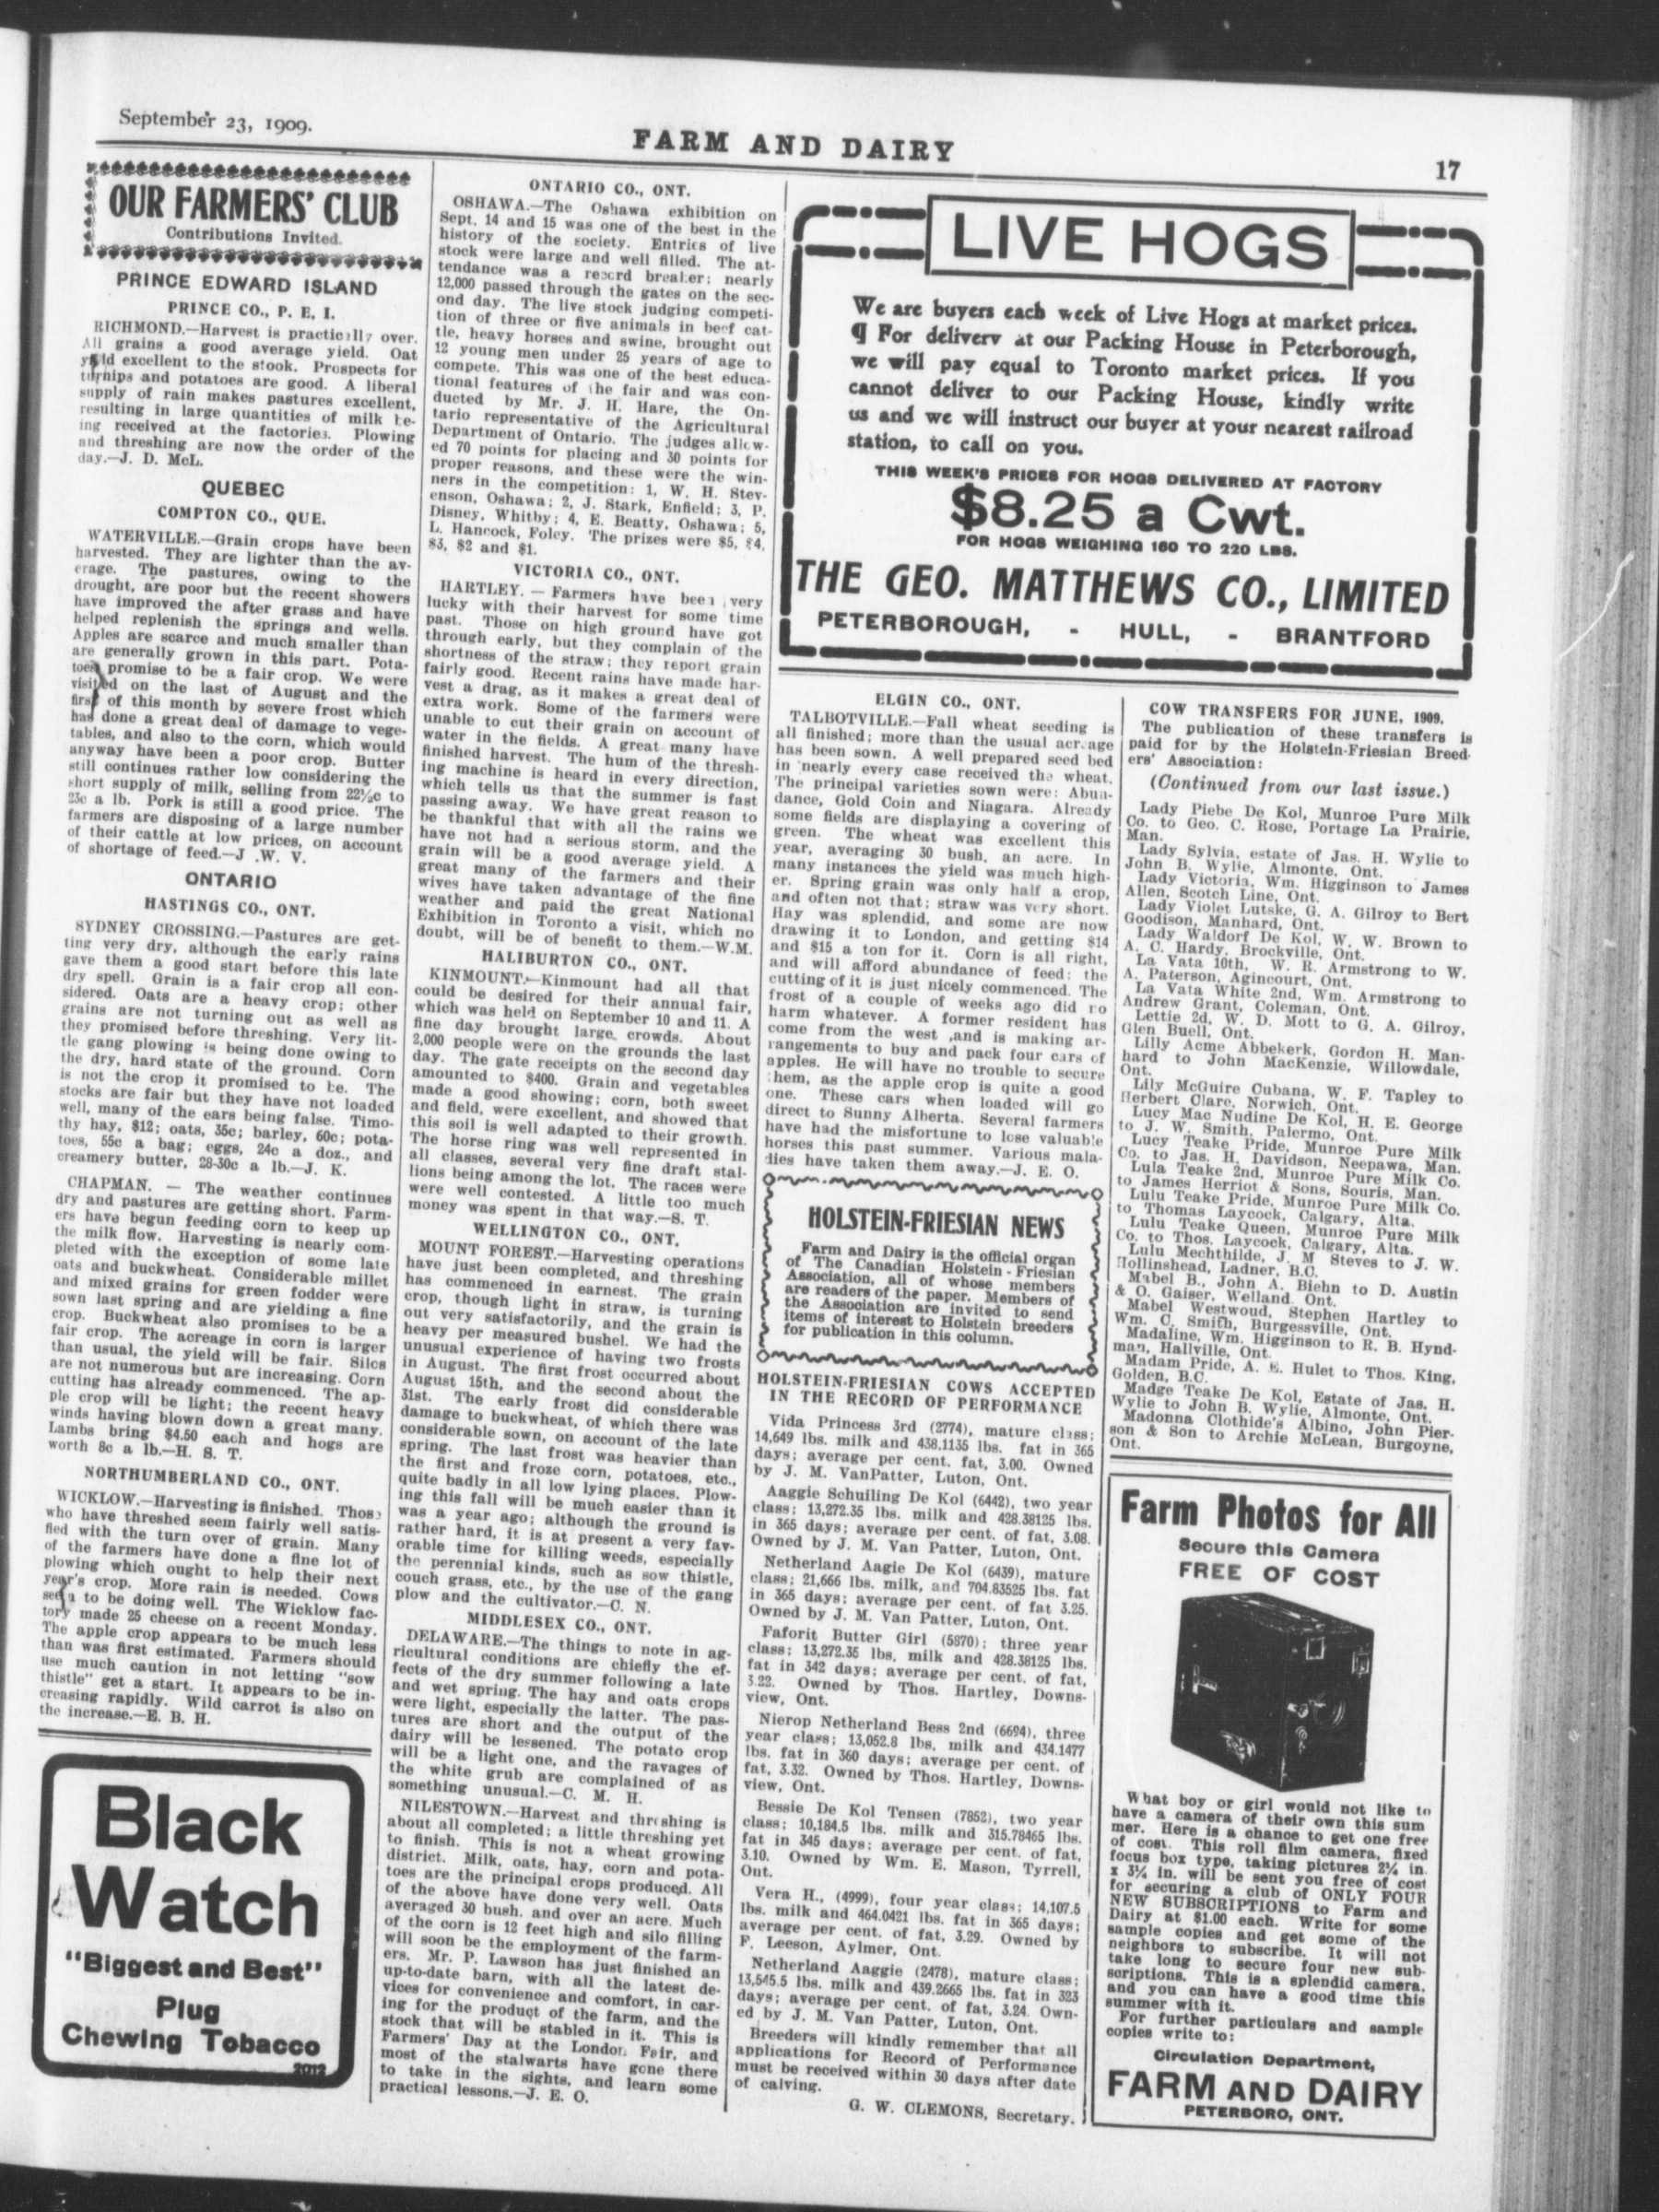 September 23, 1909.
FARM AND DAIRY
17
OUR FARMERS' CLUB
Contributions Invited.
PRINCE EDWARD ISLAND
PRINCE CO., P. E. I.
RICHMOND.—Harvest is practically over.
All grains a good average yield. Oat
yield excellent to the stook. Prospects for
turnips and potatoes are good. A liberal
supply of rain makes pastures excellent,
resulting in large quantities of milk be-
ing received at the factories. Plowing
and threshing are now the order of the
day.—J. D. McL.
QUEBEC
COMPTON CO., QUE.
WATERVILLE.—Grain crops have been
harvested. They are lighter than the av-
erage. The pastures, owing to the
drought, are poor but the recent showers
have improved the after grass and have
helped replenish the springs and wells.
Apples are scarce and much smaller than
are generally grown in this part. Pota-
toes promise to be a fair crop. We were
visited on the last of August and the
first of this month by severe frost which
had done a great deal of damage to vege-
tables, and also to the corn, which would
anyway have been a poor crop. Butter
still continues rather low considering the
short supply of milk, selling from 22½c to
23c a lb. Pork is still a good price. The
farmers are disposing of a large number
of their cattle at low prices, on account
of shortage of feed.—J .W. V.
ONTARIO
HASTINGS CO., ONT.
SYDNEY CROSSING.—Pastures are get-
ting very dry, although the early rains
gave them a good start before this late
dry spell. Grain is a fair crop all con-
sidered. Oats are a heavy crop; other
grains are not turning out as well as
they promised before threshing. Very lit-
tle gang plowing is being done owing to
the dry, hard state of the ground. Corn
is not the crop it promised to be. The
stocks are fair but they have not loaded
well, many of the ears being false. Timo-
thy hay, $12; oats, 35c; barley, 60c; pota-
toes, 55c a bag; eggs, 24c a doz., and
creamery butter, 28-30c a lb.—J. K.
CHAPMAN. — The weather continues
dry and pastures are getting short. Farm-
ers have begun feeding corn to keep up
the milk flow. Harvesting is nearly com-
pleted with the exception of some late
oats and buckwheat. Considerable millet
and mixed grains for green fodder were
sown last spring and are yielding a fine
crop. Buckwheat also promises to be a
fair crop. The acreage in corn is larger
than usual, the yield will be fair. Silos
are not numerous but are increasing. Corn
cutting has already commenced. The ap-
ple crop will be light; the recent heavy
winds having blown down a great many.
Lambs bring $4.50 each and hogs are
worth 8c a lb.—H. S. T.
NORTHUMBERLAND CO., ONT.
WICKLOW.—Harvesting is finished. Those
who have threshed seem fairly well satis-
fied with the turn over of grain. Many
of the farmers have done a fine lot of
plowing which ought to help their next
year's crop. More rain is needed. Cows
seem to be doing well. The Wicklow fac-
tory made 25 cheese on a recent Monday.
The apple crop appears to be much less
than was first estimated. Farmers should
use much caution in not letting "sow
thistle" get a start. It appears to be in-
creasing rapidly. Wild carrot is also on
the increase.—E. B. H.
Black
Watch
"Biggest and Best"
Plug
Chewing Tobacco
2012
ONTARIO CO., ONT.
OSHAWA.—The Oshawa exhibition on
Sept. 14 and 15 was one of the best in the
history of the society. Entries of live
stock were large and well filled. The at-
tendance was a record breaker; nearly
12,000 passed through the gates on the sec-
ond day. The live stock judging competi-
tion of three or five animals in beef cat-
tle, heavy horses and swine, brought out
12 young men under 25 years of age to
compete. This was one of the best educa-
tional features of the fair and was con-
ducted by Mr. J. H. Hare, the On-
tario representative of the Agricultural
Department of Ontario. The judges allow-
ed 70 points for placing and 30 points for
proper reasons, and these were the win-
ners in the competition: 1, W. H. Stev-
enson, Oshawa; 2, J. Stark, Enfield; 3, P.
Disney, Whitby; 4, E. Beatty, Oshawa; 5,
L. Hancock, Foley. The prizes were $5, $4,
$3, $2 and $1.
VICTORIA CO., ONT.
HARTLEY. — Farmers have been very
lucky with their harvest for some time
past. Those on high ground have got
through early, but they complain of the
shortness of the straw; they report grain
fairly good. Recent rains have made har-
vest a drag, as it makes a great deal of
extra work. Some of the farmers were
unable to cut their grain on account of
water in the fields. A great many have
finished harvest. The hum of the thresh-
ing machine is heard in every direction,
which tells us that the summer is fast
passing away. We have great reason to
be thankful that with all the rains we
have not had a serious storm, and the
grain will be a good average yield. A
great many of the farmers and their
wives have taken advantage of the fine
weather and paid the great National
Exhibition in Toronto a visit, which no
doubt, will be of benefit to them.—W.M.
HALIBURTON CO., ONT.
KINMOUNT.—Kinmount had all that
could be desired for their annual fair,
which was held on September 10 and 11. A
fine day brought large crowds. About
2,000 people were on the grounds the last
day. The gate receipts on the second day
amounted to $400. Grain and vegetables
made a good showing; corn, both sweet
and field, were excellent, and showed that
this soil is well adapted to their growth.
The horse ring was well represented in
all classes, several very fine draft stal-
lions being among the lot. The races were
were well contested. A little too much
money was spent in that way.—S. T.
WELLINGTON CO., ONT.
MOUNT FOREST.—Harvesting operations
have just been completed, and threshing
has commenced in earnest. The grain
crop, though light in straw, is turning
out very satisfactorily, and the grain is
heavy per measured bushel. We had the
unusual experience of having two frosts
in August. The first frost occurred about
August 15th, and the second about the
31st. The early frost did considerable
damage to buckwheat, of which there was
considerable sown, on account of the late
spring. The last frost was heavier than
the first and froze corn, potatoes, etc.,
quite badly in all low lying places. Plow-
ing this fall will be much easier than it
was a year ago; although the ground is
rather hard, it is at present a very fav-
orable time for killing weeds, especially
the perennial kinds, such as sow thistle,
couch grass, etc., by the use of the gang
plow and the cultivator.—C. N.
MIDDLESEX CO., ONT.
DELAWARE.—The things to note in ag-
ricultural conditions are chiefly the ef-
fects of the dry summer following a late
and wet spring. The hay and oats crops
were light, especially the latter. The pas-
tures are short and the output of the
dairy will be lessened. The potato crop
will be a light one, and the ravages of
the white grub are complained of as
something unusual.—C. M. H.
NILESTOWN.—Harvest and threshing is
about all completed; a little threshing yet
to finish. This is not a wheat growing
district. Milk, oats, hay, corn and pota-
toes are the principal crops produced. All
of the above have done very well. Oats
averaged 30 bush. and over an acre. Much
of the corn is 12 feet high and silo filling
will soon be the employment of the farm-
ers. Mr. P. Lawson has just finished an
up-to-date barn, with all the latest de-
vices for convenience and comfort, in car-
ing for the product of the farm, and the
stock that will be stabled in it. This is
Farmers' Day at the London Fair, and
most of the stalwarts have gone there
to take in the sights, and learn some
practical lessons.—J. E. O.
LIVE HOGS
We are buyers each week of Live Hogs at market prices.
¶ For delivery at our Packing House in Peterborough,
we will pay equal to Toronto market prices. If you
cannot deliver to our Packing House, kindly write
us and we will instruct our buyer at your nearest railroad
station, to call on you.
THIS WEEK'S PRICES FOR HOGS DELIVERED AT FACTORY
$8.25 a Cwt.
FOR HOGS WEIGHING 160 TO 220 LBS.
THE GEO. MATTHEWS CO., LIMITED
PETERBOROUGH, - HULL, - BRANTFORD
ELGIN CO., ONT.
TALBOTVILLE.—Fall wheat seeding is
all finished; more than the usual acreage
has been sown. A well prepared seed bed
in nearly every case received the wheat.
The principal varieties sown were: Abun-
dance, Gold Coin and Niagara. Already
some fields are displaying a covering of
green. The wheat was excellent this
year, averaging 30 bush. an acre. In
many instances the yield was much high-
er. Spring grain was only half a crop,
and often not that; straw was very short.
Hay was splendid, and some are now
drawing it to London, and getting $14
and $15 a ton for it. Corn is all right,
and will afford abundance of feed; the
cutting of it is just nicely commenced. The
frost of a couple of weeks ago did no
harm whatever. A former resident has
come from the west ,and is making ar-
rangements to buy and pack four cars of
apples. He will have no trouble to secure
them, as the apple crop is quite a good
one. These cars when loaded will go
direct to Sunny Alberta. Several farmers
have had the misfortune to lose valuable
horses this past summer. Various mala-
dies have taken them away.—J. E. O.
HOLSTEIN-FRIESIAN NEWS
Farm and Dairy is the official organ
of The Canadian Holstein-Friesian
Association, all of whose members
are readers of the paper. Members of
the Association are invited to send
items of interest to Holstein breeders
for publication in this column.
HOLSTEIN-FRIESIAN COWS ACCEPTED
IN THE RECORD OF PERFORMANCE
Vida Princess 3rd (2774), mature class;
14,649 lbs. milk and 438.1135 lbs. fat in 365
days; average per cent. fat, 3.00. Owned
by J. M. VanPatter, Luton, Ont.
Aaggie Schuiling De Kol (6442), two year
class; 13,272.35 lbs. milk and 428.38125 lbs.
in 365 days; average per cent. of fat, 3.08.
Owned by J. M. Van Patter, Luton, Ont.
Netherland Aagie De Kol (6439), mature
class; 21,666 lbs. milk, and 704.83525 lbs. fat
in 365 days; average per cent. of fat 3.25.
Owned by J. M. Van Patter, Luton, Ont.
Faforit Butter Girl (5870); three year
class; 13,272.35 lbs. milk and 428.38125 lbs.
fat in 342 days; average per cent. of fat,
3.22. Owned by Thos. Hartley, Downs-
view, Ont.
Nierop Netherland Bess 2nd (6694), three
year class; 13,052.8 lbs. milk and 434.1477
lbs. fat in 360 days; average per cent. of
fat, 3.32. Owned by Thos. Hartley, Downs-
view, Ont.
Bessie De Kol Tensen (7852), two year
class; 10,184.5 lbs. milk and 315.78465 lbs.
fat in 345 days; average per cent. of fat,
3.10. Owned by Wm. E. Mason, Tyrrell,
Ont.
Vera H., (4999), four year class; 14,107.5
lbs. milk and 464.0421 lbs. fat in 365 days;
average per cent. of fat, 3.29. Owned by
F. Leeson, Aylmer, Ont.
Netherland Aaggie (2478), mature class;
13,545.5 lbs. milk and 439.2665 lbs. fat in 323
days; average per cent. of fat, 3.24. Own-
ed by J. M. Van Patter, Luton, Ont.
Breeders will kindly remember that all
applications for Record of Performance
must be received within 30 days after date
of calving.
G. W. CLEMONS, Secretary.
COW TRANSFERS FOR JUNE, 1909.
The publication of these transfers is
paid for by the Holstein-Friesian Breed-
ers' Association:
(Continued from our last issue.)
Lady Piebe De Kol, Munroe Pure Milk
Co. to Geo. C. Rose, Portage La Prairie,
Man.
Lady Sylvia, estate of Jas. H. Wylie to
John B. Wylie, Almonte, Ont.
Lady Victoria, Wm. Higginson to James
Allen, Scotch Line, Ont.
Lady Violet Lutske, G. A. Gilroy to Bert
Goodison, Manhard, Ont.
Lady Waldorf De Kol, W. W. Brown to
A. C. Hardy, Brockville, Ont.
La Vata 10th, W. R. Armstrong to W.
A. Paterson, Agincourt, Ont.
La Vata White 2nd, Wm. Armstrong to
Andrew Grant, Coleman, Ont.
Lettie 2d, W. D. Mott to G. A. Gilroy,
Glen Buell, Ont.
Lilly Acme Abbekerk, Gordon H. Man-
hard to John MacKenzie, Willowdale,
Ont.
Lily McGuire Cubana, W. F. Tapley to
Herbert Clare, Norwich, Ont.
Lucy Mac Nudine De Kol, H. E. George
to J. W. Smith, Palermo, Ont.
Lucy Teake Pride, Munroe Pure Milk
Co. to Jas. H. Davidson, Neepawa, Man.
Lula Teake 2nd, Munroe Pure Milk Co.
to James Herriot & Sons, Souris, Man.
Lulu Teake Pride, Munroe Pure Milk Co.
to Thomas Laycock, Calgary, Alta.
Lulu Teake Queen, Munroe Pure Milk
Co. to Thos. Laycock, Calgary, Alta.
Lulu Mechthilde, J. M Steves to J. W.
Hollinshead, Ladner, B.C.
Mabel B., John A. Biehn to D. Austin
& O. Gaiser, Welland, Ont.
Mabel Westwoud, Stephen Hartley to
Wm. C. Smith, Burgessville, Ont.
Madaline, Wm. Higginson to R. B. Hynd-
man, Hallville, Ont.
Madam Pride, A. E. Hulet to Thos. King,
Golden, B.C.
Madge Teake De Kol, Estate of Jas. H.
Wylie to John B. Wylie, Almonte, Ont.
Madonna Clothide's Albino, John Pier-
son & Son to Archie McLean, Burgoyne,
Ont.
Farm Photos for All
Secure this Camera
FREE OF COST
What boy or girl would not like to
have a camera of their own this sum
mer. Here is a chance to get one free
of cost. This roll film camera, fixed
focus box type, taking pictures 2¼ in.
x 3¼ in. will be sent you free of cost
for securing a club of ONLY FOUR
NEW SUBSCRIPTIONS to Farm and
Dairy at $1.00 each. Write for some
sample copies and get some of the
neighbors to subscribe. It will not
take long to secure four new sub-
scriptions. This is a splendid camera,
and you can have a good time this
summer with it.
For further particulars and sample
copies write to:
Circulation Department,
FARM AND DAIRY
PETERBORO, ONT.